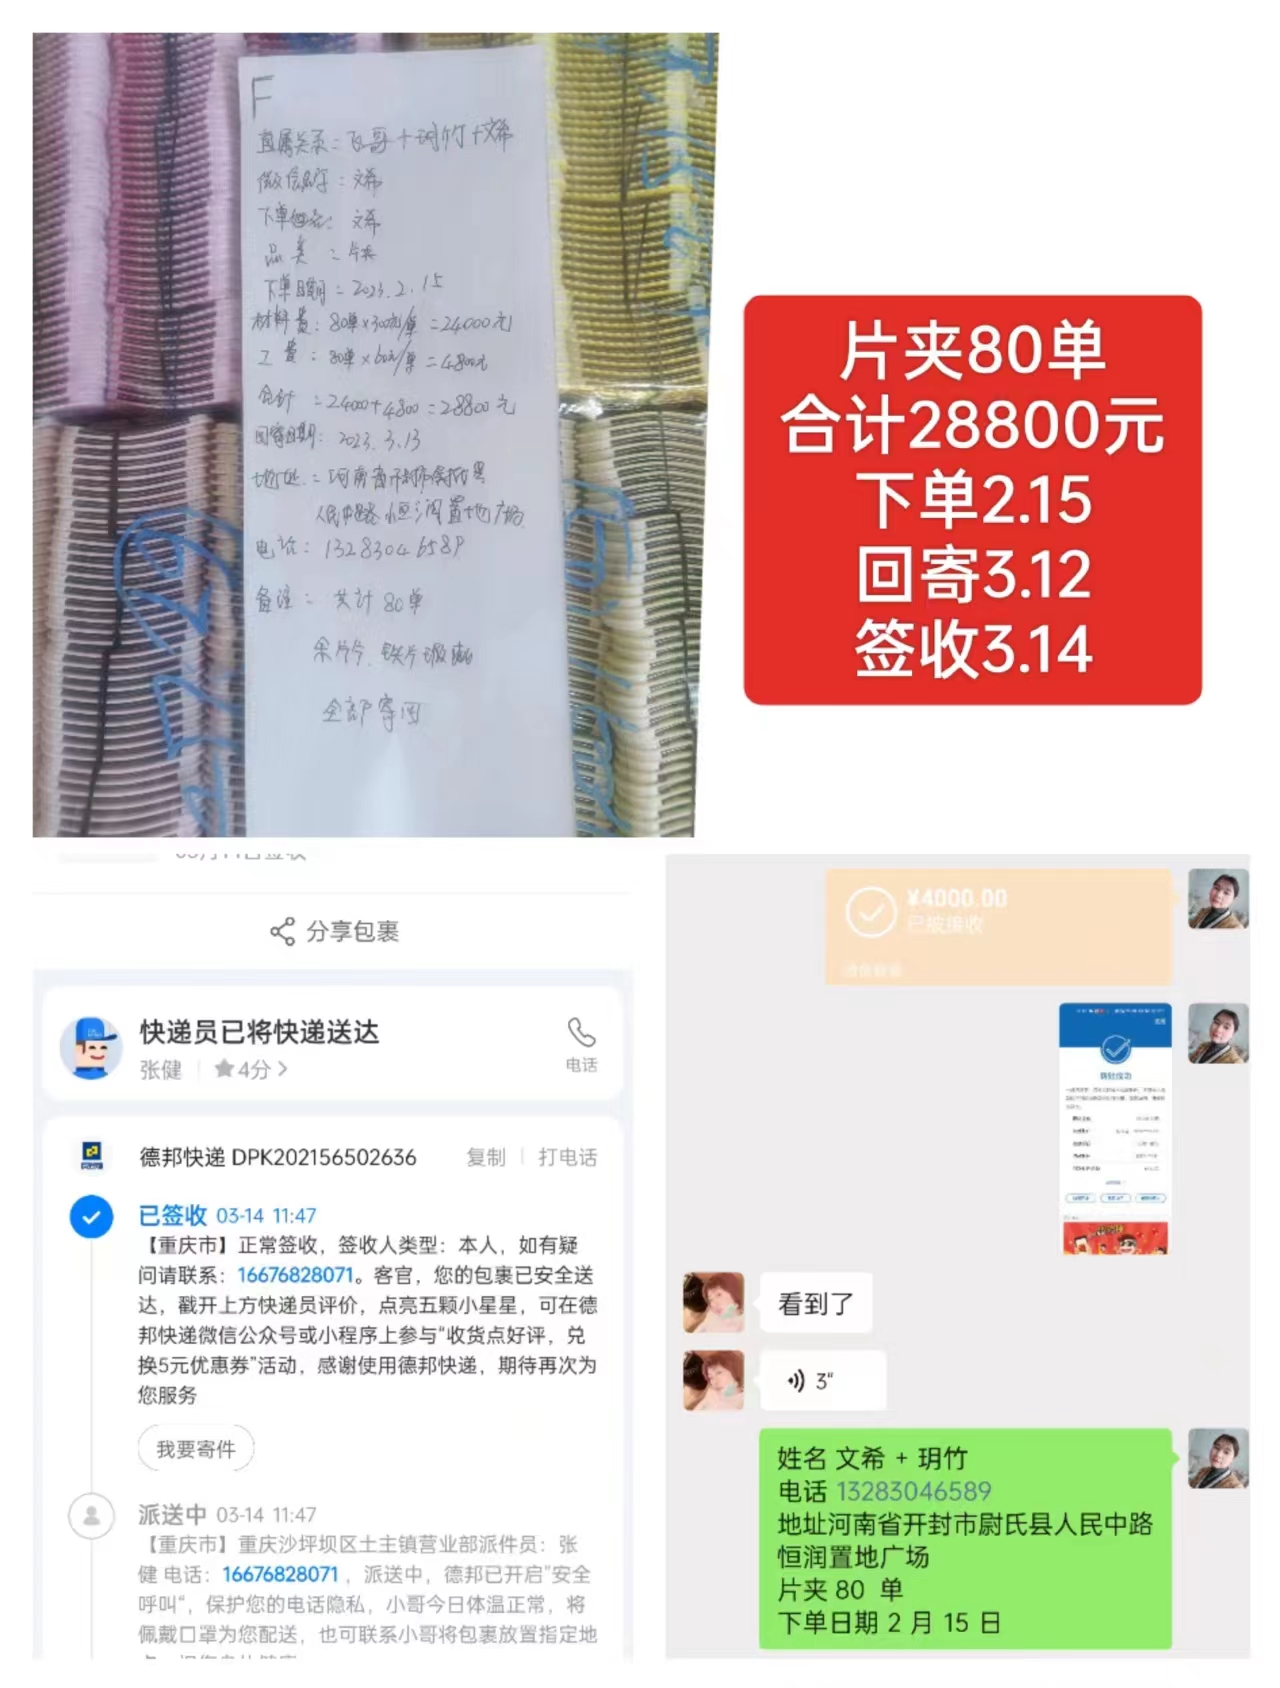 F
直属关系：飞哥＋玥竹＋文希
微信昵称：文希
下单姓名：文希
品类：片夹
下单日期：2023.2.15
材料费：80单×300元/单＝24000元
工费：80单×60元/单＝4800元
合计：＝24000+4800＝28800元
回寄日期：2023.3.13
地址：河南省开封市尉氏县
人民中路恒润置地广场
电话：13283046589
备注：共计80单
全部寄回
片夹80单
合计28800元
下单2.15
回寄3.12
签收3.14
分享包裹
快递员已将快递送达
张健 4分
电话
德邦快递 DPK202156502636 复制 打电话
已签收 03-14 11:47
【重庆市】正常签收，签收人类型：本人，如有疑
问请联系：16676828071。客官，您的包裹已安全送
达，戳开上方快递员评价，点亮五颗小星星，可在德
邦快递微信公众号或小程序上参与“收货点好评，兑
换5元优惠券”活动，感谢使用德邦快递，期待再次为
您服务
我要寄件
派送中 03-14 11:47
【重庆市】重庆沙坪坝区土主镇营业部派件员：张
健 电话：16676828071，派送中，德邦已开启“安全
呼叫“，保护您的电话隐私，小哥今日体温正常，将
佩戴口罩为您配送，也可联系小哥将包裹放置指定地
¥4000.00
已被接收
看到了
3"
姓名 文希 + 玥竹
电话 13283046589
地址河南省开封市尉氏县人民中路
恒润置地广场
片夹 80 单
下单日期 2 月 15 日